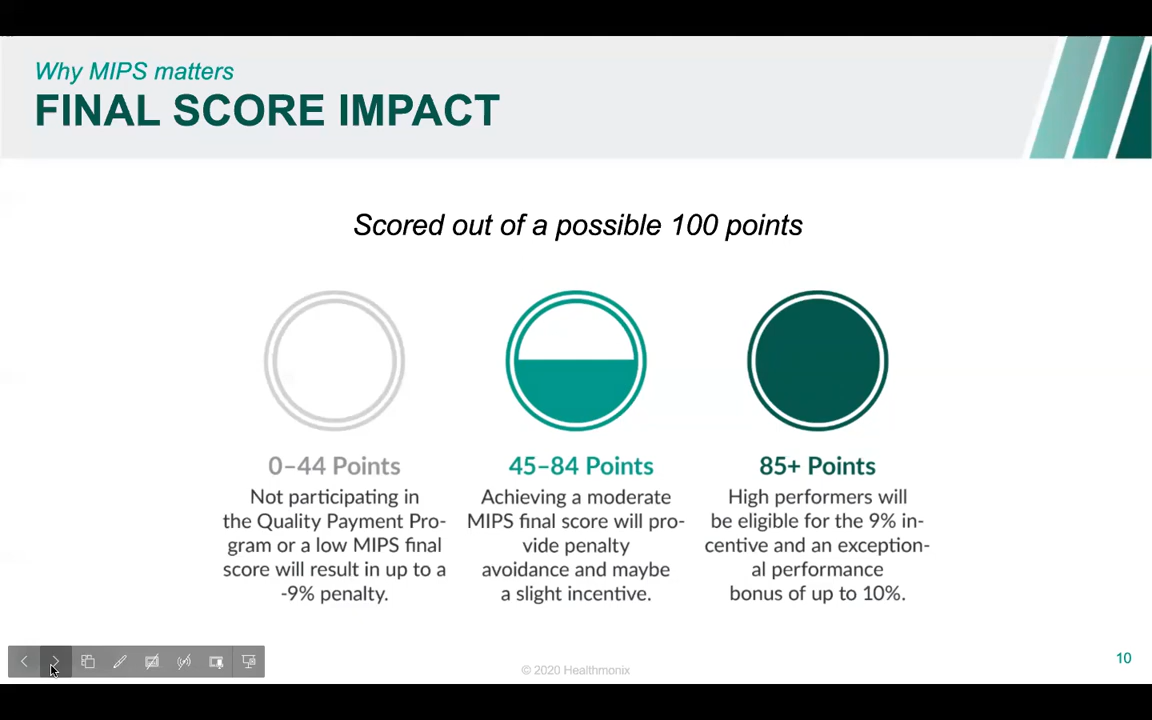 Why MIPS matters
FINAL SCORE IMPACT
Scored out of a possible 100 points
0–44 Points
Not participating in
the Quality Payment Pro-
gram or a low MIPS final
score will result in up to a
-9% penalty.
45–84 Points
Achieving a moderate
MIPS final score will pro-
vide penalty
avoidance and maybe
a slight incentive.
85+ Points
High performers will
be eligible for the 9% in-
centive and an exception-
al performance
bonus of up to 10%.
© 2020 Healthmonix
10